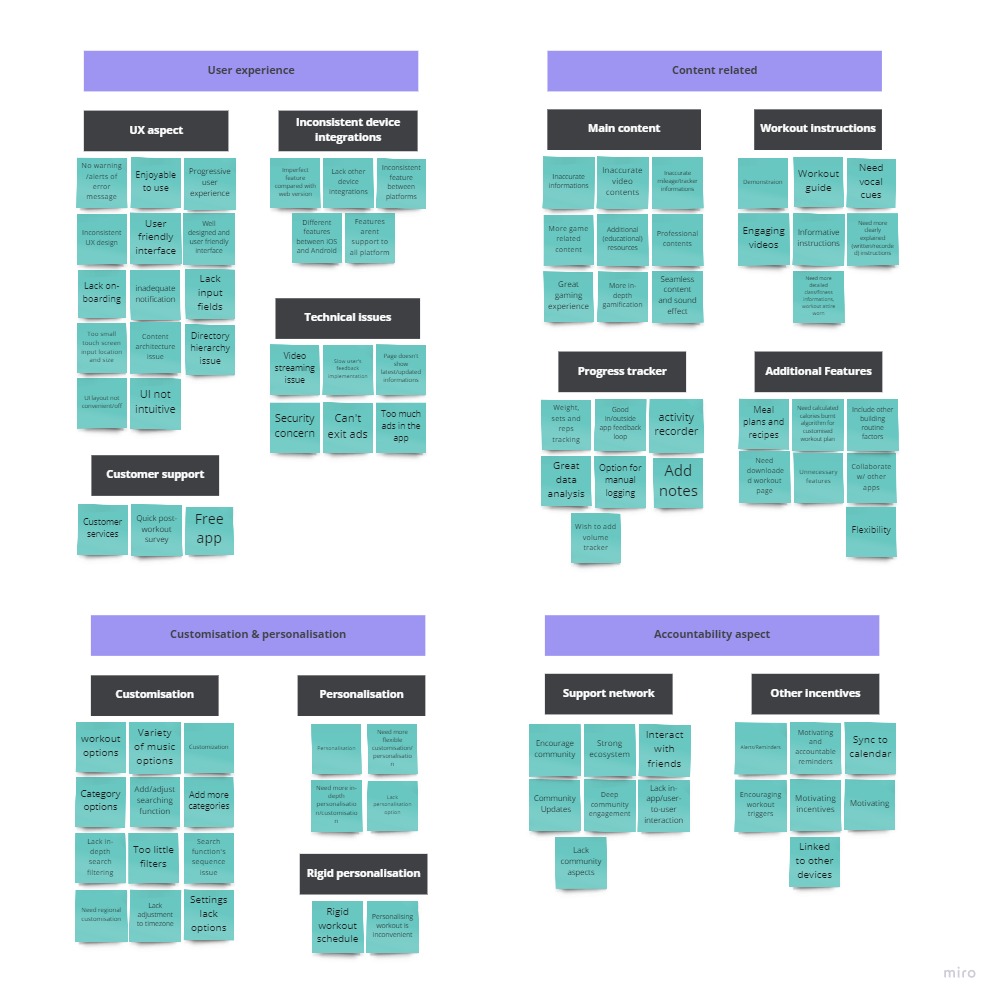 User experience
UX aspect
No warning
/alerts of
error
message
Enjoyable
to use
Progressive
user
experience
Inconsistent
UX design
User
friendly
interface
Well
designed and
user friendly
interface
Lack on-
boarding
inadequate
notification
Lack
input
fields
Too small
touch screen
input location
and size
Content
architecture
issue
Directory
hierarchy
issue
UI layout not
convenient/off
UI not
intuitive
Customer support
Customer
services
Quick post-
workout
survey
Free
app
Inconsistent device
integrations
Imperfect
feature
compared with
web version
Lack other
device
integrations
Inconsistent
feature
between
platforms
Different
features
between iOS
and Android
Features
arent
support to
all platform
Technical issues
Video
streaming
issue
Slow user's
feedback
implementation
Page doesn't
show
latest/updated
informations
Security
concern
Can't
exit ads
Too much
ads in the
app
Content related
Main content
Inaccurate
informations
Inaccurate
video
contents
Inaccurate
mileage/tracker
informations
More game
related
content
Additional
(educational)
resources
Professional
contents
Great
gaming
experience
More in-
depth
gamification
Seamless
content
and sound
effect
Workout instructions
Demonstraion
Workout
guide
Need
vocal
cues
Engaging
videos
Informative
instructions
Need more
clearly
explained
(written/recorde
d) instructions
Need more
detailed
informations,
workout entire
Progress tracker
Weight,
sets and
reps
tracking
Good
in/outside
app feedback
loop
activity
recorder
Great
data
analysis
Option for
manual
logging
Add
notes
Wish to add
volume
tracker
Additional Features
Meal
plans and
recipes
Need calculated
calories burnt
algorithm for
customised
workout plan
Include other
building
routine
factors
Need
downloade
d workout
page
Unnecessary
features
Collaborate
w/ other
apps
Flexibility
Customisation & personalisation
Customisation
workout
options
Variety
of music
options
Customization
Category
options
Add/adjust
searching
function
Add more
categories
Lack in-
depth
search
filtering
Too little
filters
Search
function's
sequence
issue
Need regional
customisation
Lack
adjustment
to timezone
Settings
lack
options
Personalisation
Personalisation
Need more
flexible
customisation/
personalisatio
n
Need more in-
depth
personalisatio
n/customisatio
n
Lack
personalisation
option
Rigid personalisation
Rigid
workout
schedule
Personalising
workout is
inconvenient
Accountability aspect
Support network
Encourage
community
Strong
ecosystem
Interact
with
friends
Community
Updates
Deep
community
engagement
Lack in-
app/user-
to-user
interaction
Lack
community
aspects
Other incentives
Alerts/Reminders
Motivating
and
accountable
reminders
Sync to
calendar
Encouraging
workout
triggers
Motivating
incentives
Motivating
Linked
to other
devices
miro